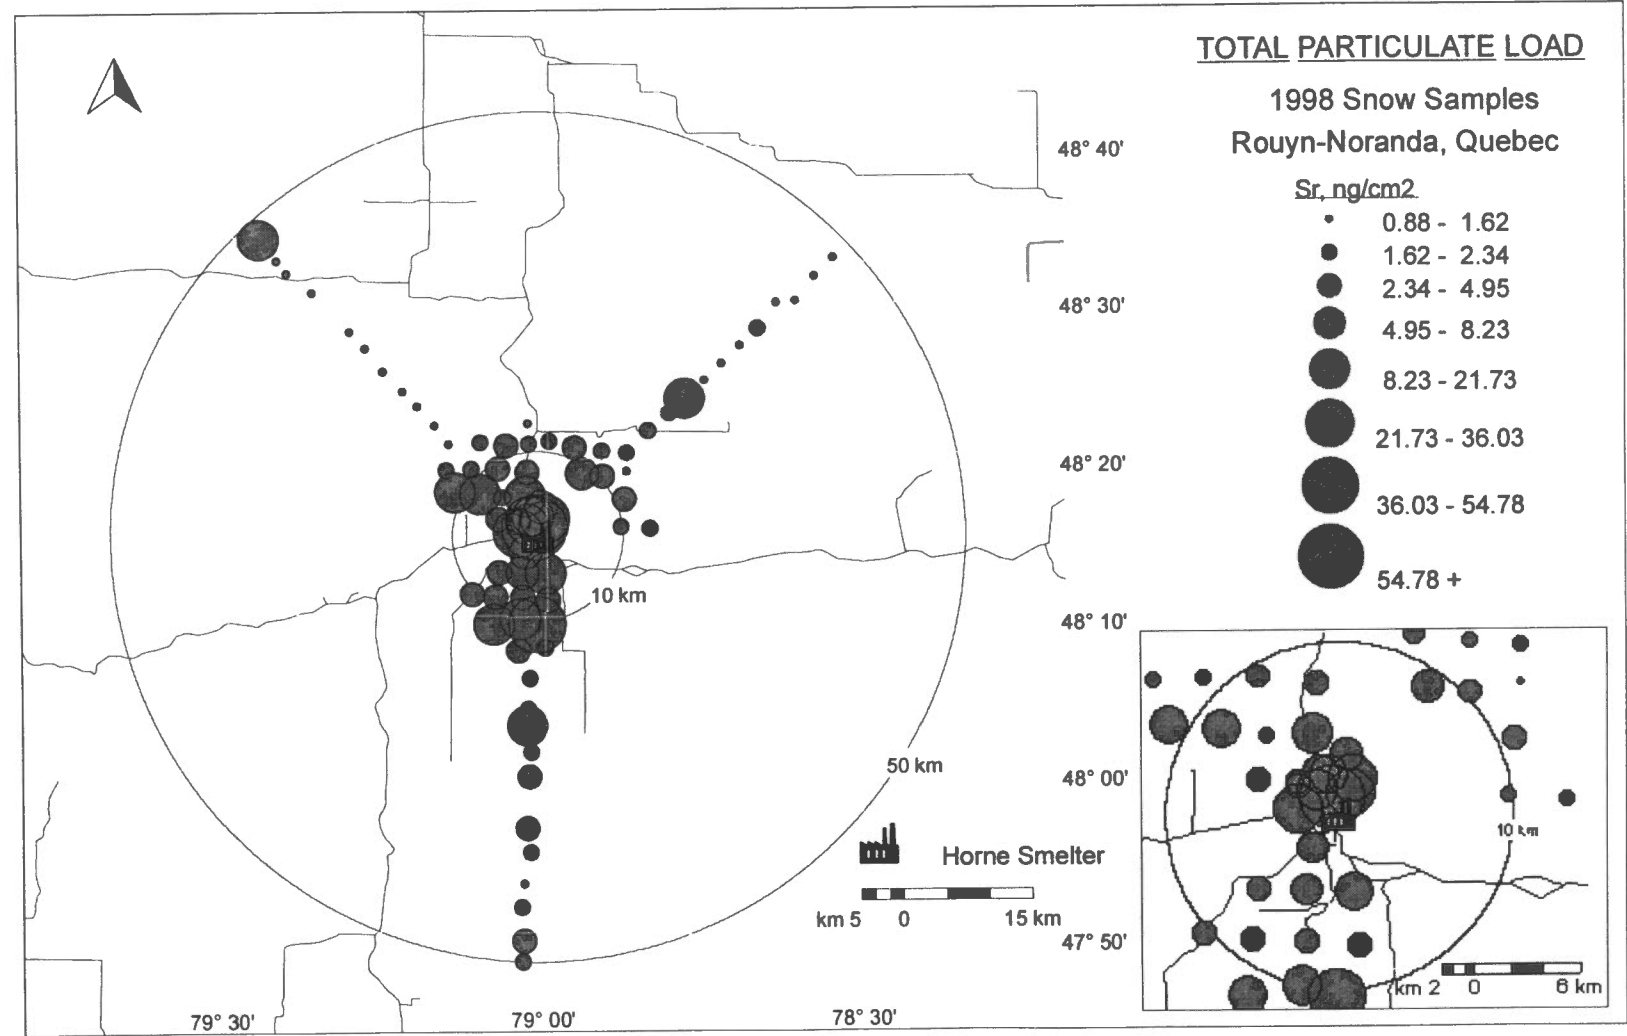 TOTAL PARTICULATE LOAD
1998 Snow Samples
Rouyn-Noranda, Quebec
Sr, ng/cm2
0.88 - 1.62
1.62 - 2.34
2.34 - 4.95
4.95 - 8.23
8.23 - 21.73
21.73 - 36.03
36.03 - 54.78
54.78 +
48° 40'
48° 30'
48° 20'
48° 10'
48° 00'
47° 50'
10 km
50 km
Horne Smelter
km 5 0 15 km
79° 30' 79° 00' 78° 30'
10 km
km 2 0 6 km